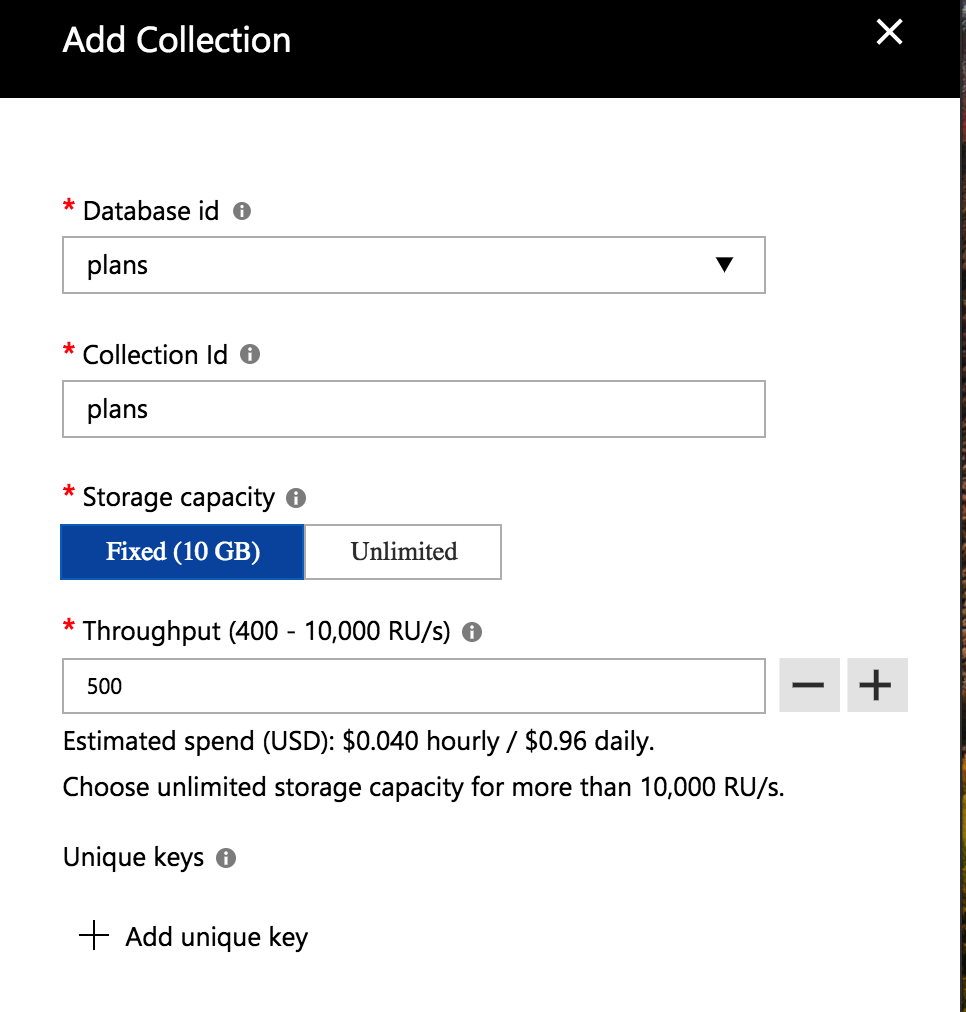 Add Collection
* Database id
plans
* Collection Id
plans
* Storage capacity
Fixed (10 GB) Unlimited
* Throughput (400 - 10,000 RU/s)
500
Estimated spend (USD): $0.040 hourly / $0.96 daily.
Choose unlimited storage capacity for more than 10,000 RU/s.
Unique keys
Add unique key